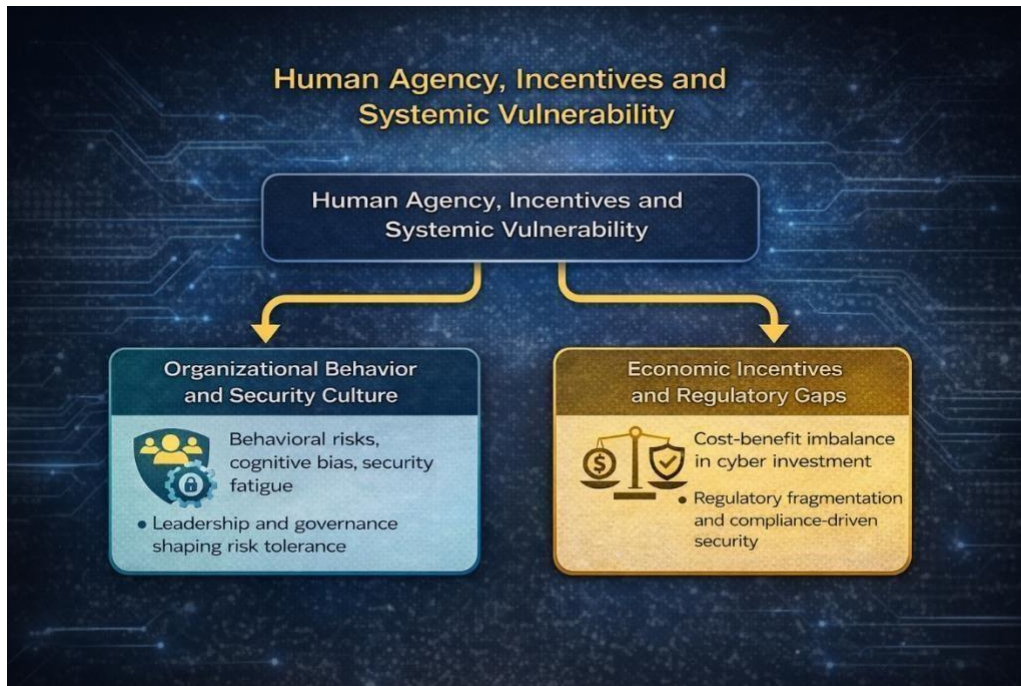 Human Agency, Incentives and
Systemic Vulnerability
Human Agency, Incentives and
Systemic Vulnerability
Organizational Behavior
and Security Culture
Behavioral risks,
cognitive bias, security
fatigue
• Leadership and governance
shaping risk tolerance
Economic Incentives
and Regulatory Gaps
$
Cost-benefit imbalance
in cyber investment
• Regulatory fragmentation
and compliance-driven
security